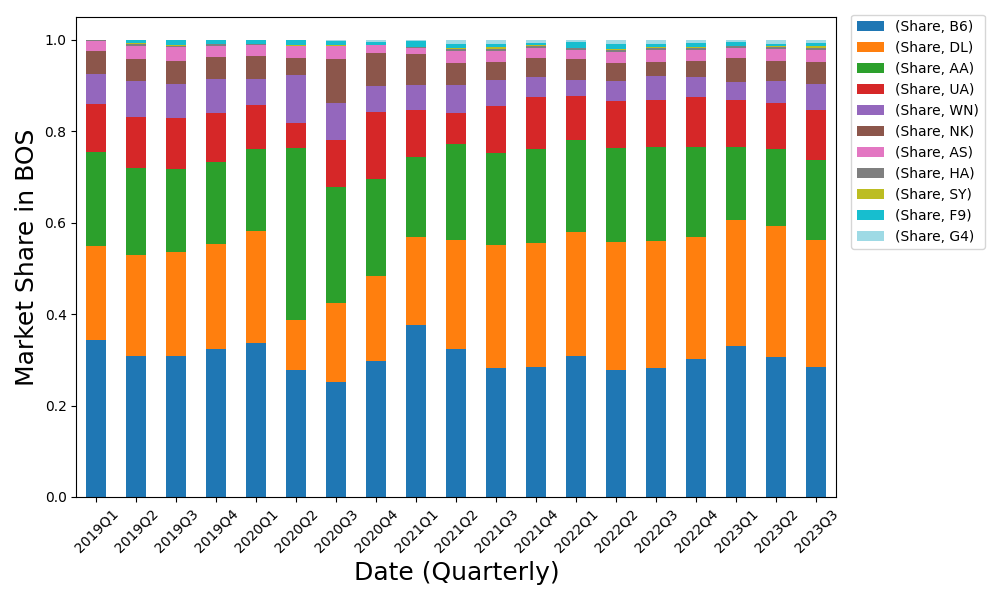 Market Share in BOS
1.0
0.8
0.6
0.4
0.2
0.0
2019Q1
2019Q2
2019Q3
2019Q4
2020Q1
2020Q2
2020Q3
2020Q4
2021Q1
2021Q2
2021Q3
2021Q4
2022Q1
2022Q2
2022Q3
2022Q4
2023Q1
2023Q2
2023Q3
Date (Quarterly)
(Share, B6)
(Share, DL)
(Share, AA)
(Share, UA)
(Share, WN)
(Share, NK)
(Share, AS)
(Share, HA)
(Share, SY)
(Share, F9)
(Share, G4)